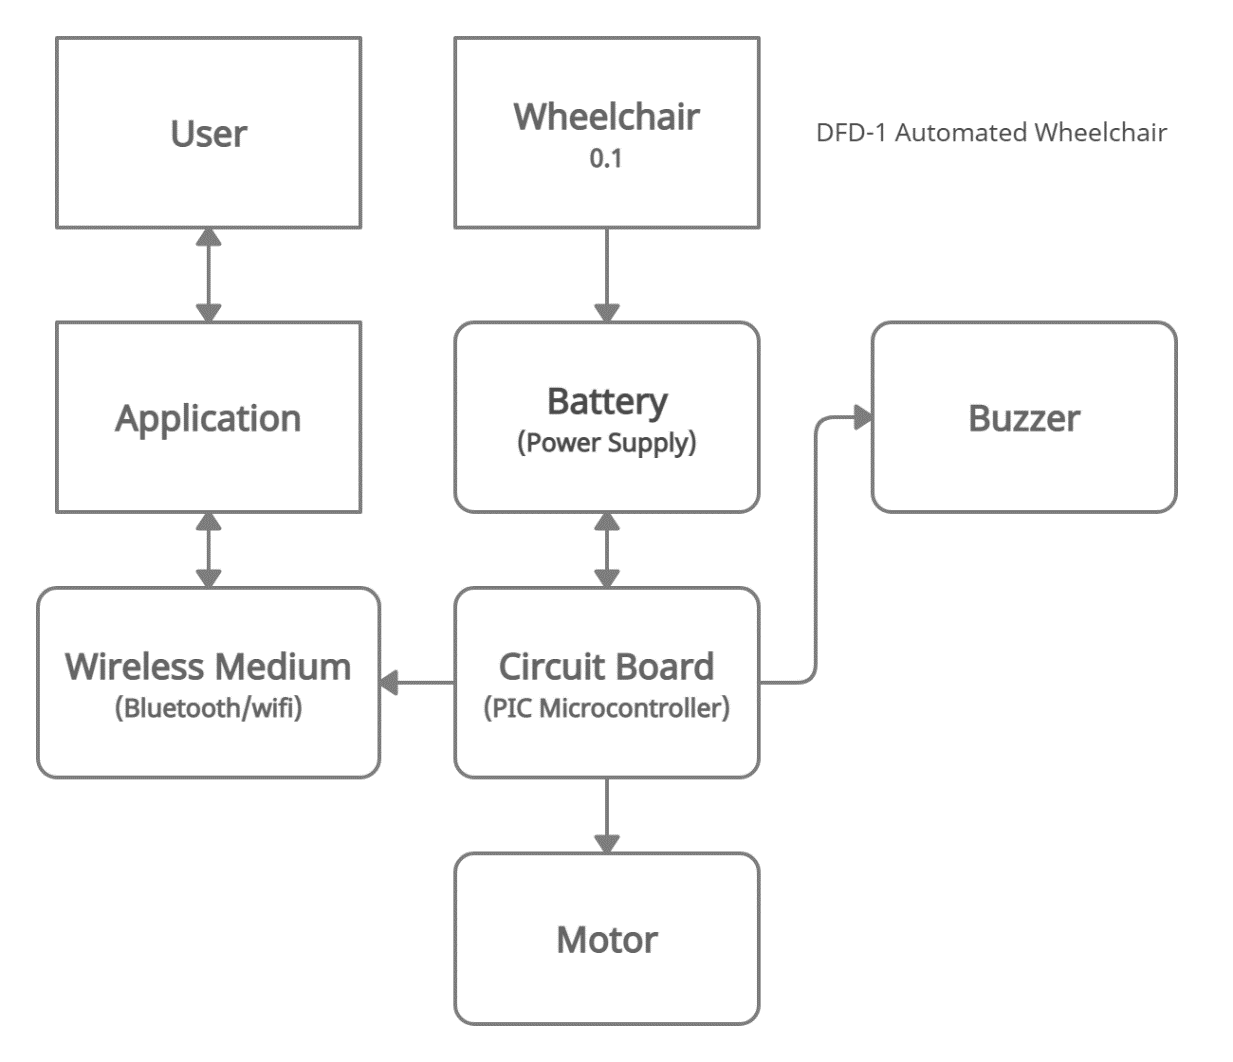 User
Wheelchair
0.1
DFD-1 Automated Wheelchair
Application
Battery
(Power Supply)
Buzzer
Wireless Medium
(Bluetooth/wifi)
Circuit Board
(PIC Microcontroller)
Motor